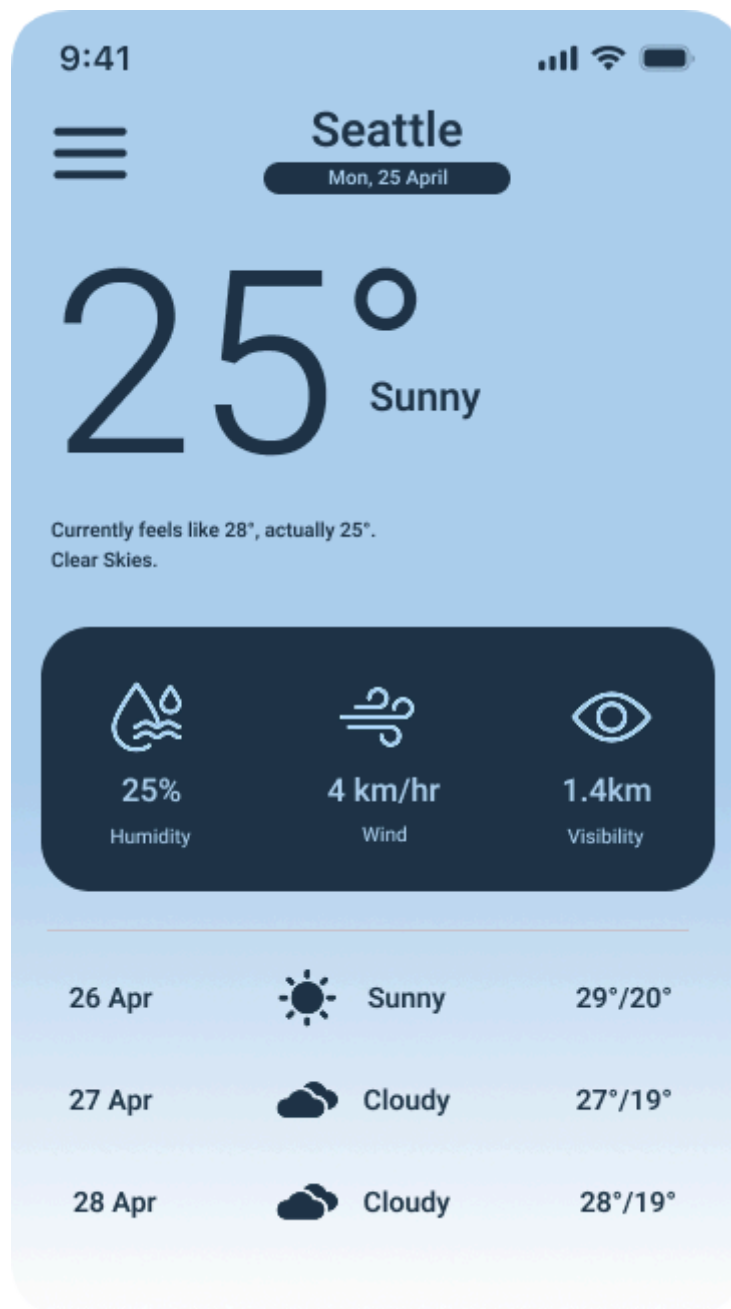 9:41
Seattle
Mon, 25 April
25°
Sunny
Currently feels like 28°, actually 25°.
Clear Skies.
25% 4 km/hr 1.4km
Humidity Wind Visibility
26 Apr Sunny 29°/20°
27 Apr Cloudy 27°/19°
28 Apr Cloudy 28°/19°